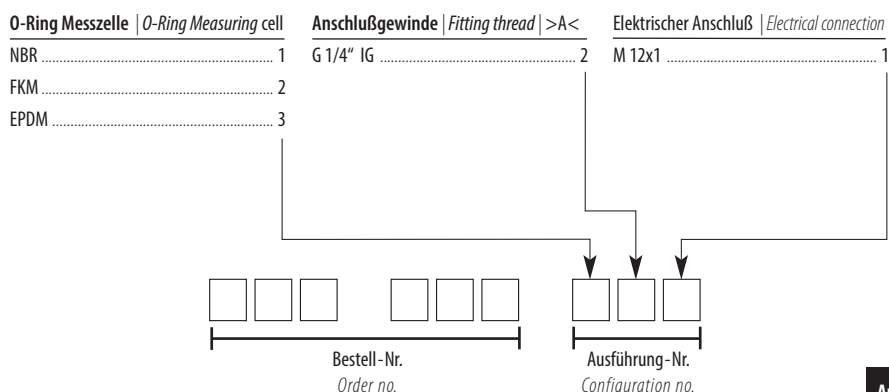 O-Ring Messzelle | O-Ring Measuring cell
NBR ........ 1
FKM ........ 2
EPDM ........ 3
Anschlußgewinde | Fitting thread | >A<
G 1/4“ IG ........ 2
Elektrischer Anschluß | Electrical connection
M 12x1 ........ 1
Bestell-Nr.
Order no.
Ausführung-Nr.
Configuration no.